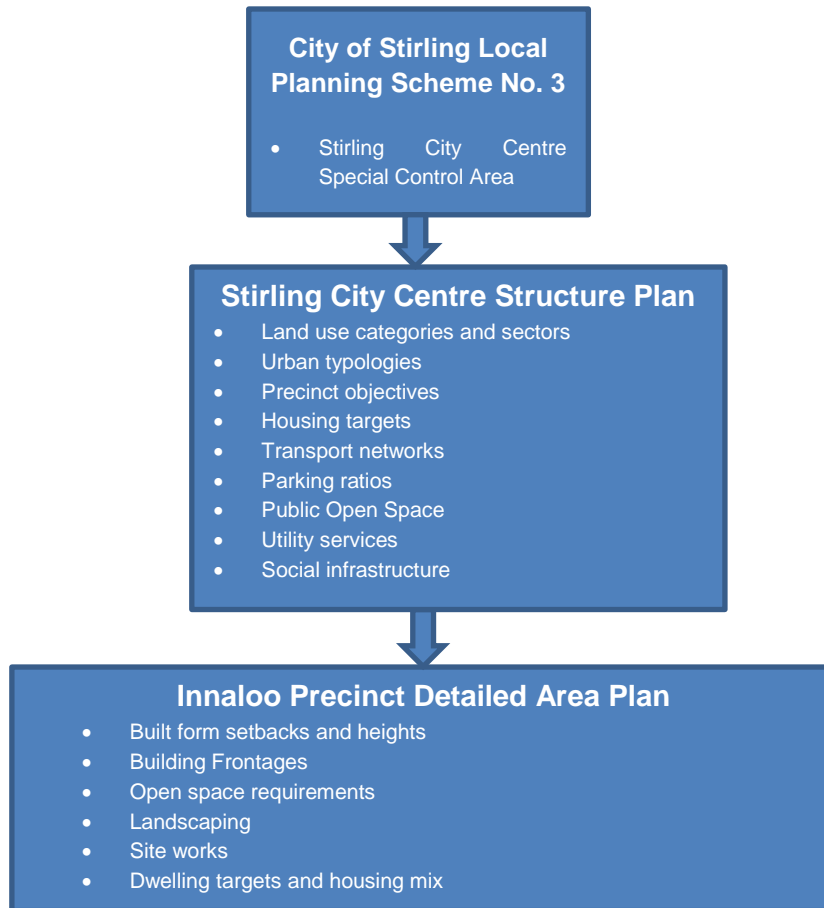 City of Stirling Local
Planning Scheme No. 3
• Stirling City Centre
Special Control Area
Stirling City Centre Structure Plan
• Land use categories and sectors
• Urban typologies
• Precinct objectives
• Housing targets
• Transport networks
• Parking ratios
• Public Open Space
• Utility services
• Social infrastructure
Innaloo Precinct Detailed Area Plan
• Built form setbacks and heights
• Building Frontages
• Open space requirements
• Landscaping
• Site works
• Dwelling targets and housing mix